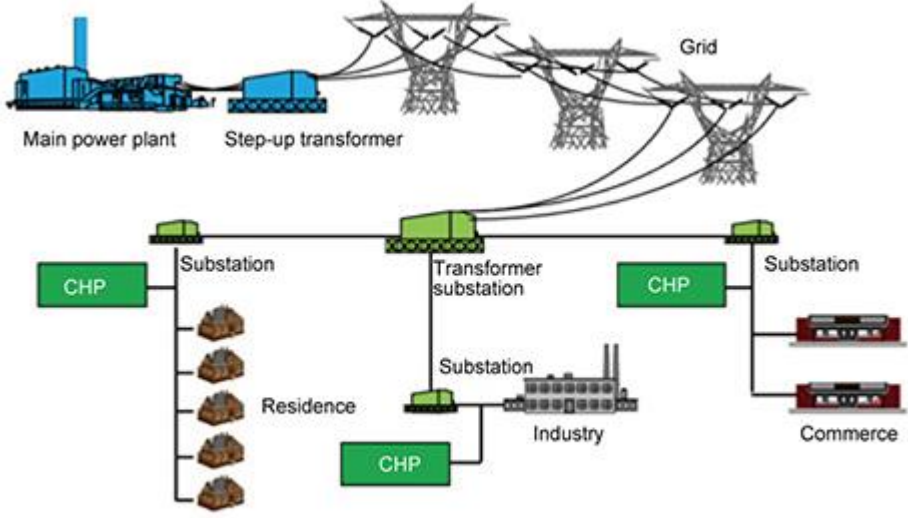 Grid
Main power plant
Step-up transformer
Substation
Transformer
substation
Substation
CHP
CHP
Substation
Residence
Industry
Commerce
CHP